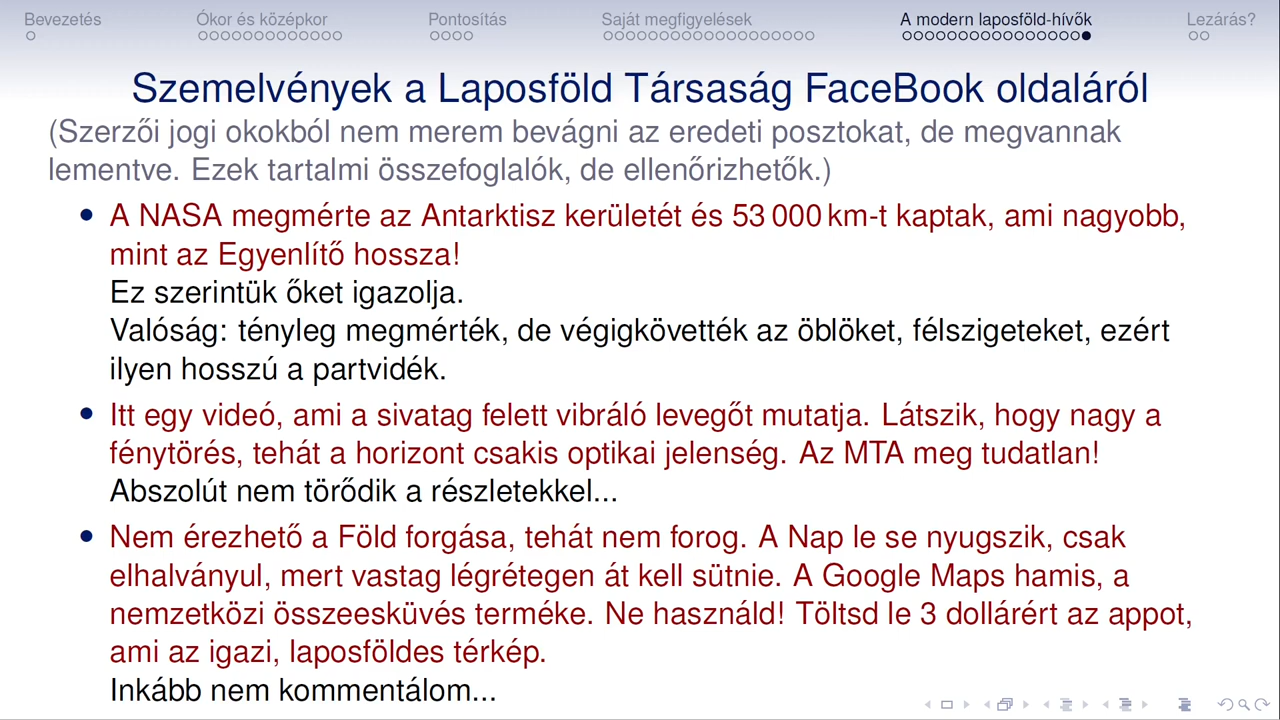 Bevezetés
Ókor és középkor
Pontosítás
Saját megfigyelések
A modern laposföld-hívők
Lezárás?
Szemelvények a Laposföld Társaság FaceBook oldaláról
(Szerzői jogi okokból nem merem bevágni az eredeti posztokat, de megvannak
lementve. Ezek tartalmi összefoglalók, de ellenőrizhetők.)
• A NASA megmérte az Antarktisz kerületét és 53 000 km-t kaptak, ami nagyobb,
mint az Egyenlítő hossza!
Ez szerintük őket igazolja.
Valóság: tényleg megmérték, de végigkövették az öblöket, félszigeteket, ezért
ilyen hosszú a partvidék.
• Itt egy videó, ami a sivatag felett vibráló levegőt mutatja. Látszik, hogy nagy a
fénytörés, tehát a horizont csakis optikai jelenség. Az MTA meg tudatlan!
Abszolút nem törődik a részletekkel...
• Nem érezhető a Föld forgása, tehát nem forog. A Nap le se nyugszik, csak
elhalványul, mert vastag légrétegen át kell sütnie. A Google Maps hamis, a
nemzetközi összeesküvés terméke. Ne használd! Töltsd le 3 dollárért az appot,
ami az igazi, laposföldes térkép.
Inkább nem kommentálom...